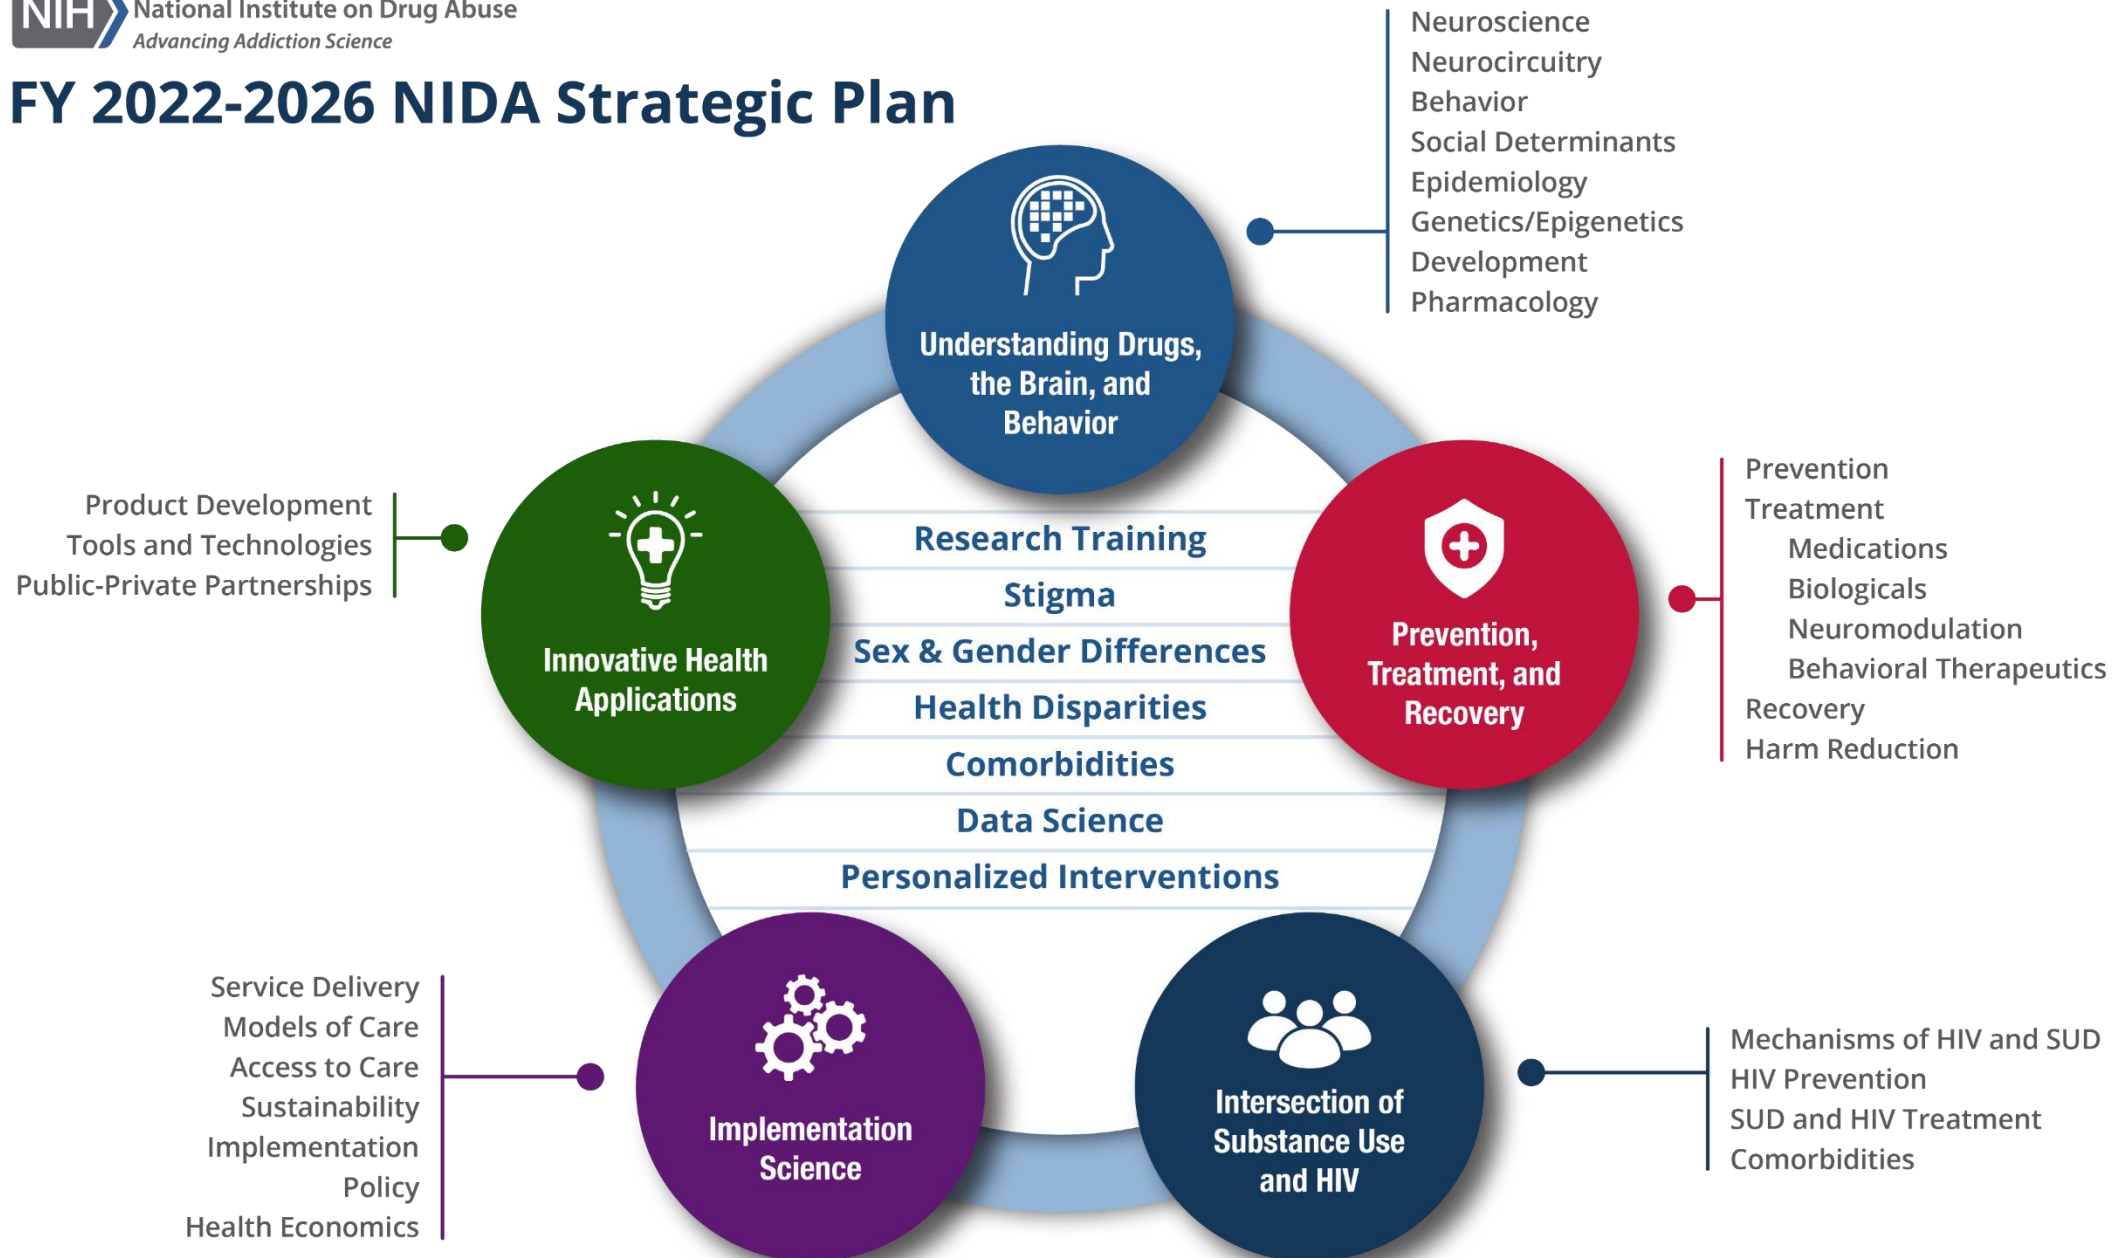 NIH National Institute on Drug Abuse
Advancing Addiction Science
FY 2022-2026 NIDA Strategic Plan
Neuroscience
Neurocircuitry
Behavior
Social Determinants
Epidemiology
Genetics/Epigenetics
Development
Pharmacology
Understanding Drugs,
the Brain, and
Behavior
Product Development
Tools and Technologies
Public-Private Partnerships
Innovative Health
Applications
Research Training
Stigma
Sex & Gender Differences
Health Disparities
Comorbidities
Data Science
Personalized Interventions
Prevention,
Treatment, and
Recovery
Prevention
Treatment
Medications
Biologicals
Neuromodulation
Behavioral Therapeutics
Recovery
Harm Reduction
Service Delivery
Models of Care
Access to Care
Sustainability
Implementation
Policy
Health Economics
Implementation
Science
Intersection of
Substance Use
and HIV
Mechanisms of HIV and SUD
HIV Prevention
SUD and HIV Treatment
Comorbidities